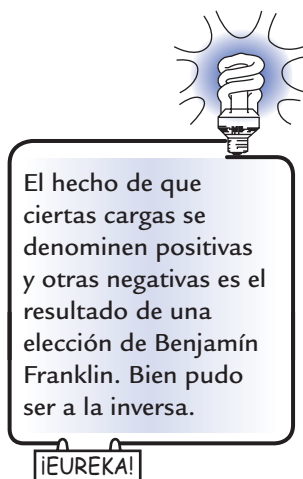 El hecho de que
ciertas cargas se
denominen positivas
y otras negativas es el
resultado de una
elección de Benjamín
Franklin. Bien pudo
ser a la inversa.
¡EUREKA!